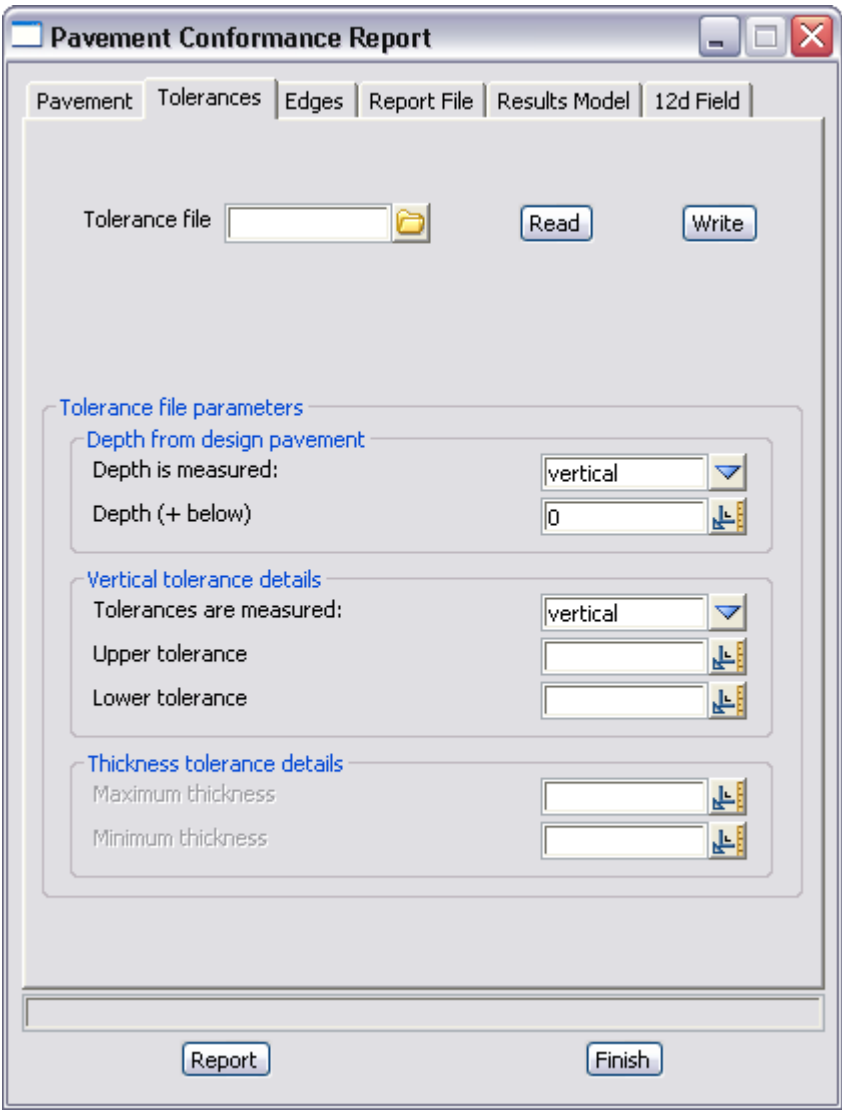 Pavement Conformance Report
Pavement Tolerances Edges Report File Results Model 12d Field
Tolerance file Read Write
Tolerance file parameters
Depth from design pavement
Depth is measured: vertical
Depth (+ below) 0
Vertical tolerance details
Tolerances are measured: vertical
Upper tolerance
Lower tolerance
Thickness tolerance details
Maximum thickness
Minimum thickness
Report Finish